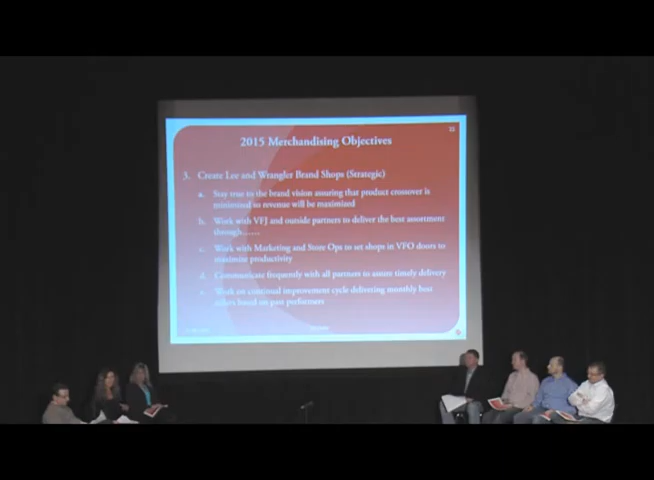 2015 Merchandising Objectives
3. Create Lee and Wrangler Brand Shops (Strategic)
a. Stay true to the brand vision assuring that product crossover is
minimized so revenue will be maximized
b. Work with VFJ and outside partners to deliver the best assortment
through……
c. Work with Marketing and Store Ops to set shops in VFO doors to
maximize productivity
d. Communicate frequently with all partners to assure timely delivery
Work on continual improvement cycle delivering monthly best
sellers based on past performers